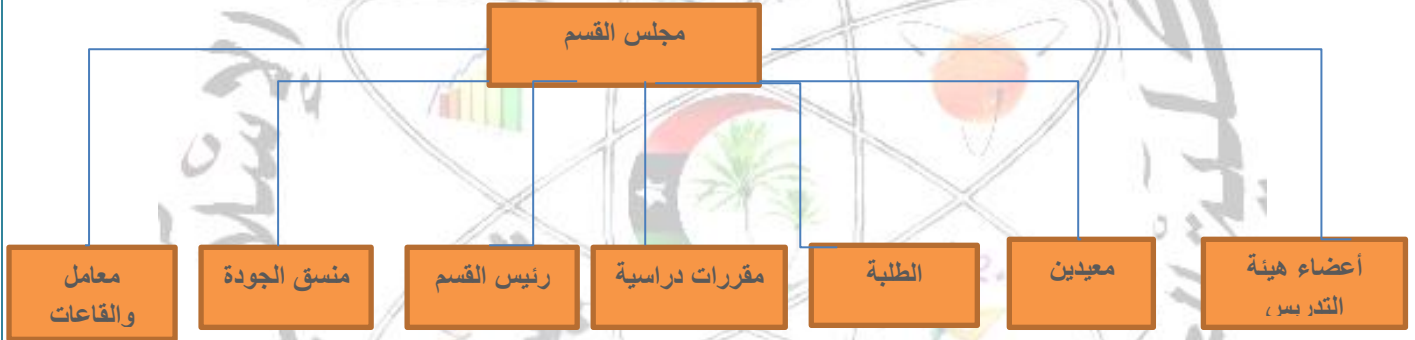 مجلس القسم
أعضاء هيئة
التدريس
معيدين
الطلبة
مقررات دراسية
رئيس القسم
منسق الجودة
معامل
والقاعات